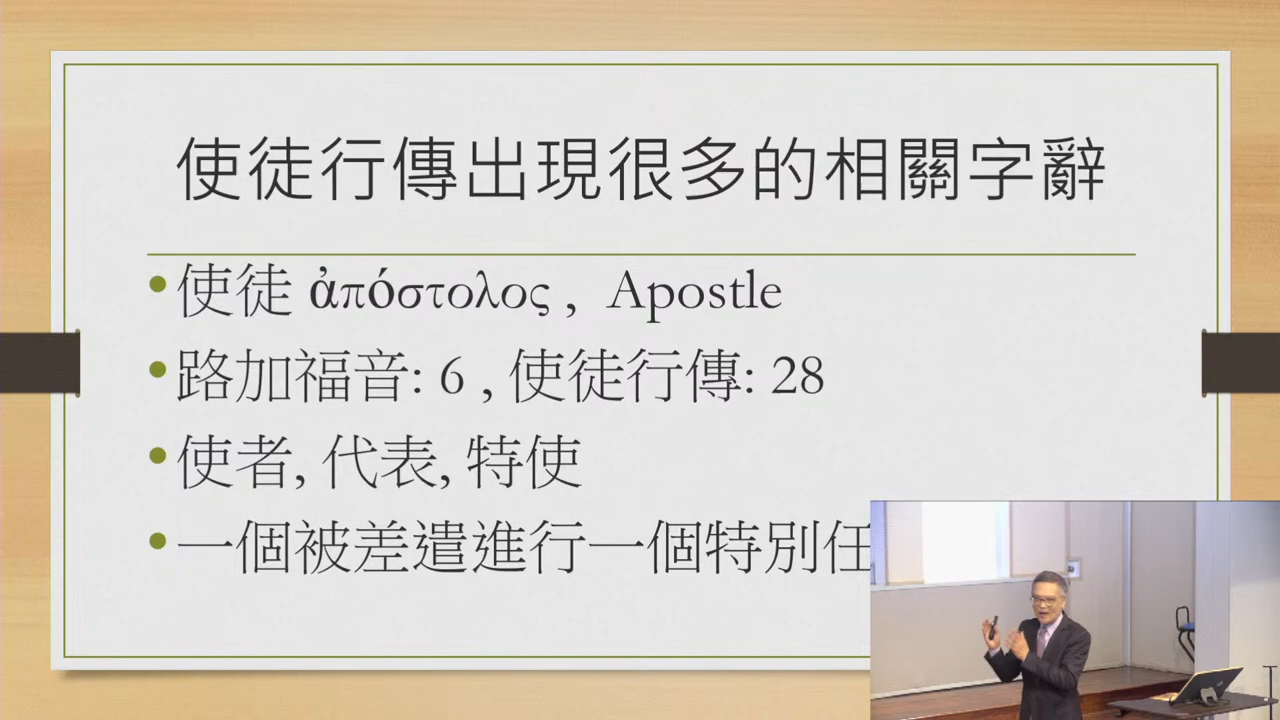 使徒行傳出現很多的相關字辭
•使徒 ἀπόστολος , Apostle
•路加福音: 6 , 使徒行傳: 28
•使者, 代表, 特使
•一個被差遣進行一個特別任